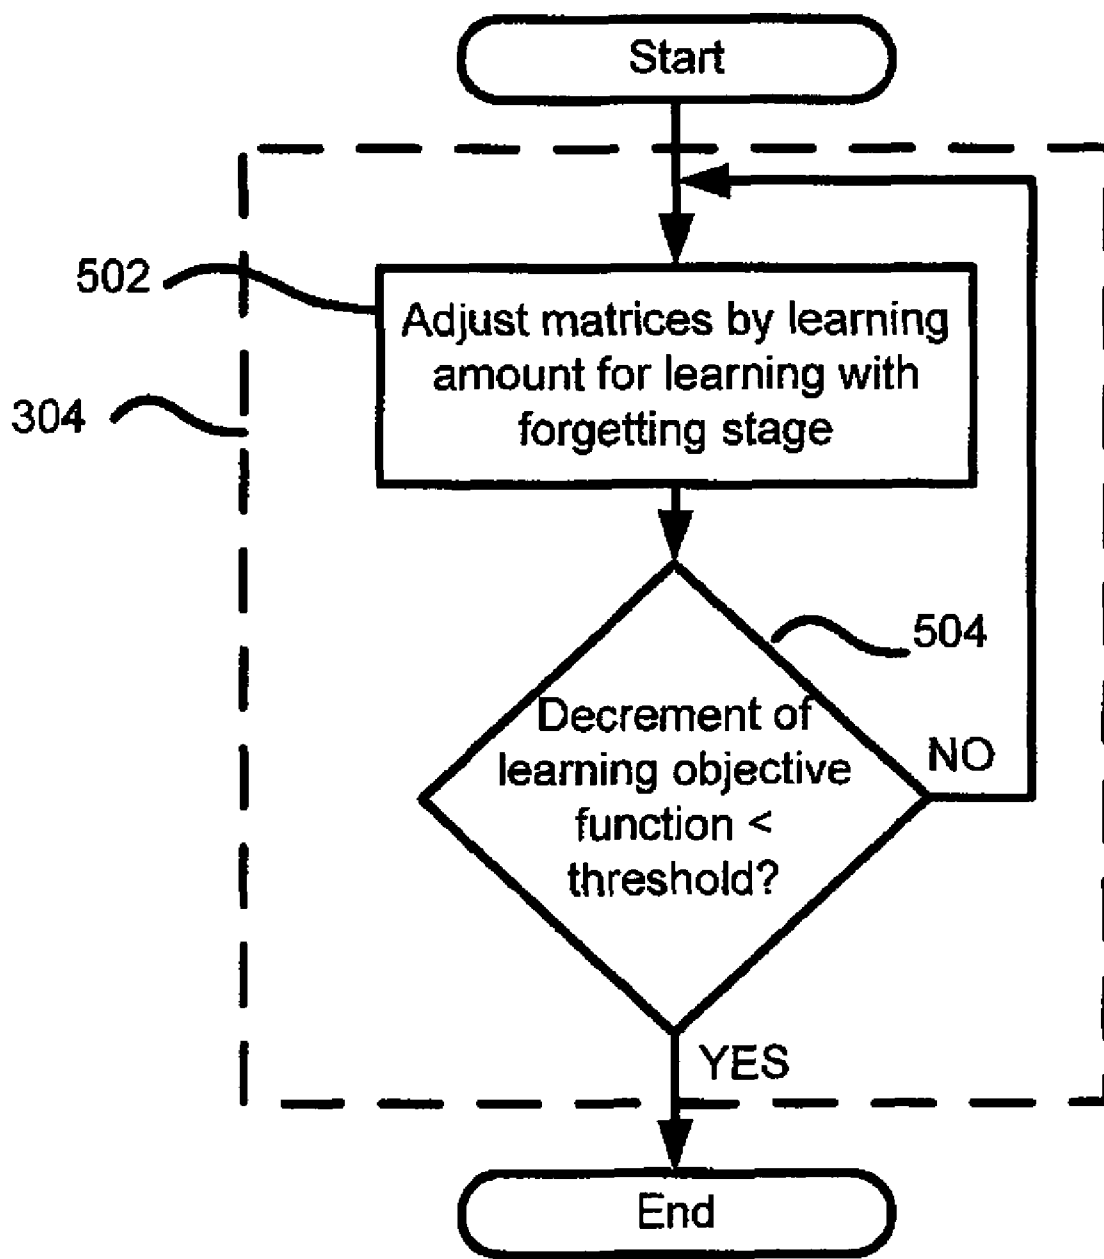 Start
502
Adjust matrices by learning
amount for learning with
forgetting stage
304
504
Decrement of
learning objective
function <
threshold?
NO
YES
End